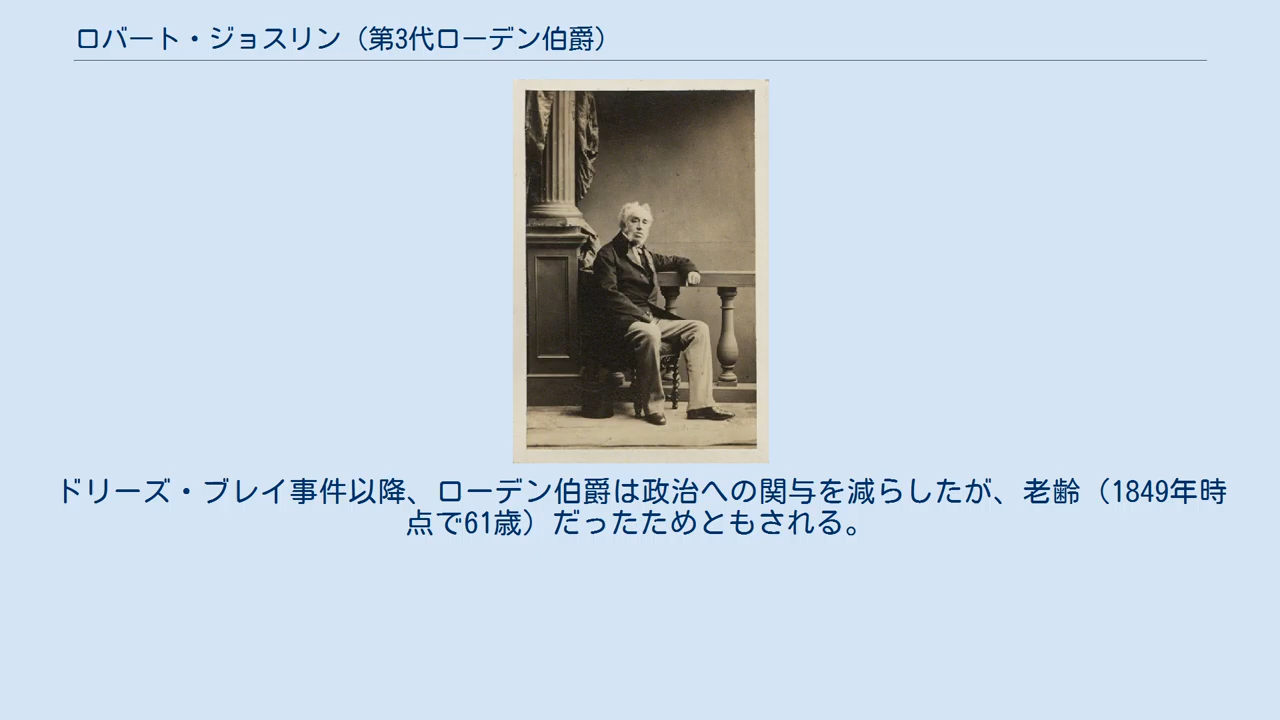 ロバート・ジョスリン（第3代ローデン伯爵）
ドリーズ・ブレイ事件以降、ローデン伯爵は政治への関与を減らしたが、老齢（1849年時
点で61歳）だったためともされる。